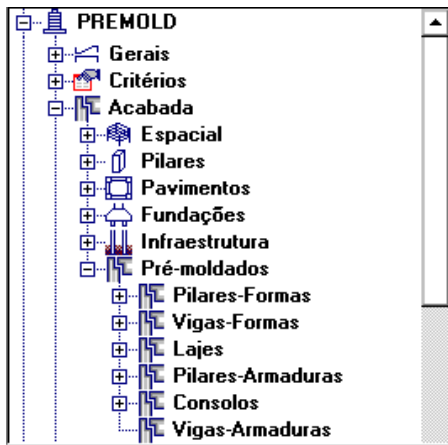 PREMOLD
Gerais
Critérios
Acabada
Espacial
Pilares
Pavimentos
Fundações
Infraestrutura
Pré-moldados
Pilares-Formas
Vigas-Formas
Lajes
Pilares-Armaduras
Consolos
Vigas-Armaduras